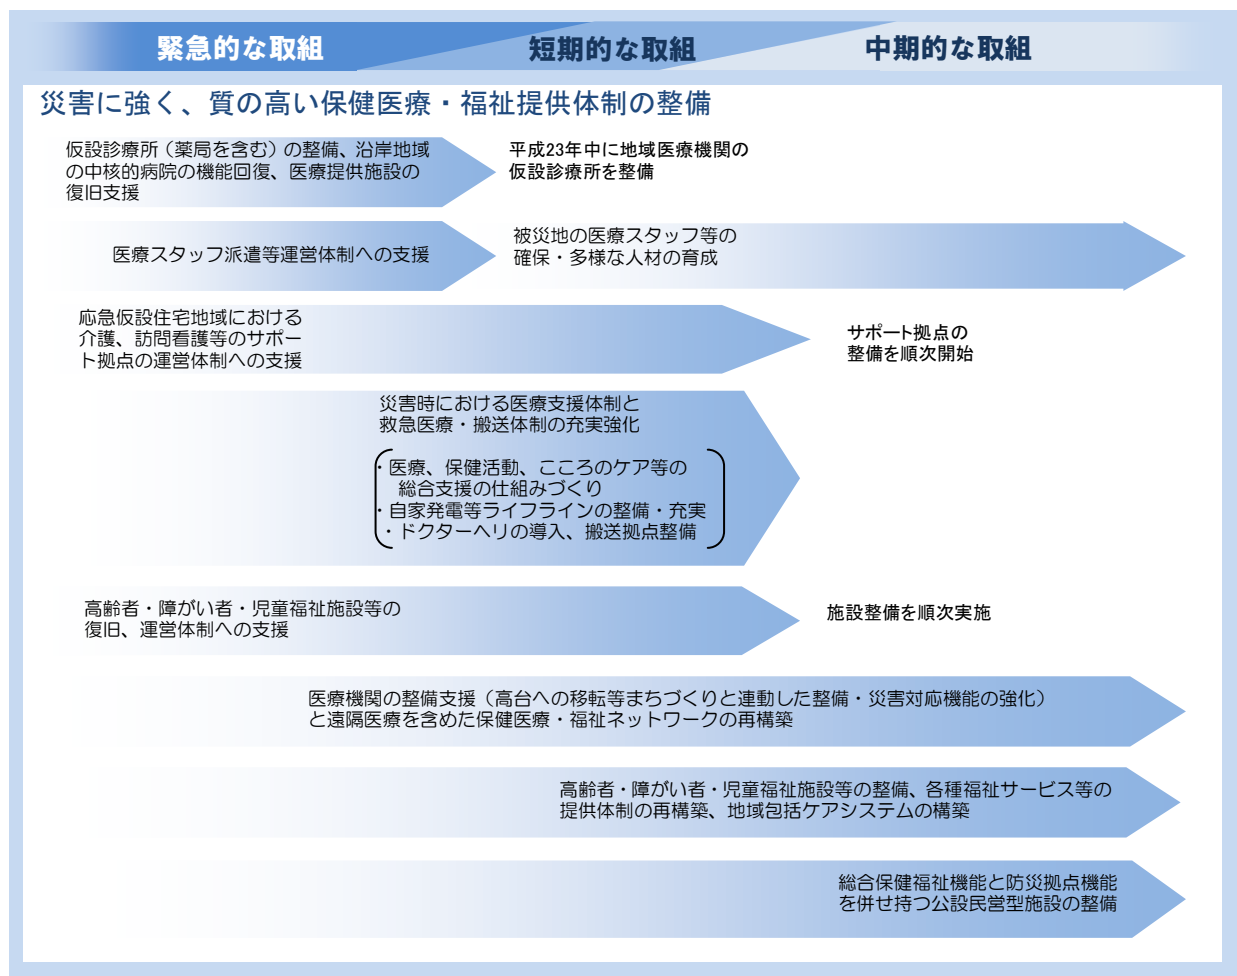 緊急的な取組
短期的な取組
中期的な取組
災害に強く、質の高い保健医療・福祉提供体制の整備
仮設診療所（薬局を含む）の整備、沿岸地域
の中核的病院の機能回復、医療提供施設の
復旧支援
平成23年中に地域医療機関の
仮設診療所を整備
医療スタッフ派遣等運営体制への支援
被災地の医療スタッフ等の
確保・多様な人材の育成
応急仮設住宅地域における
介護、訪問看護等のサポー
ト拠点の運営体制への支援
サポート拠点の
整備を順次開始
災害時における医療支援体制と
救急医療・搬送体制の充実強化
・医療、保健活動、こころのケア等の
総合支援の仕組みづくり
・自家発電等ライフラインの整備・充実
・ドクターヘリの導入、搬送拠点整備
高齢者・障がい者・児童福祉施設等の
復旧、運営体制への支援
施設整備を順次実施
医療機関の整備支援（高台への移転等まちづくりと連動した整備・災害対応機能の強化）
と遠隔医療を含めた保健医療・福祉ネットワークの再構築
高齢者・障がい者・児童福祉施設等の整備、各種福祉サービス等の
提供体制の再構築、地域包括ケアシステムの構築
総合保健福祉機能と防災拠点機能
を併せ持つ公設民営型施設の整備